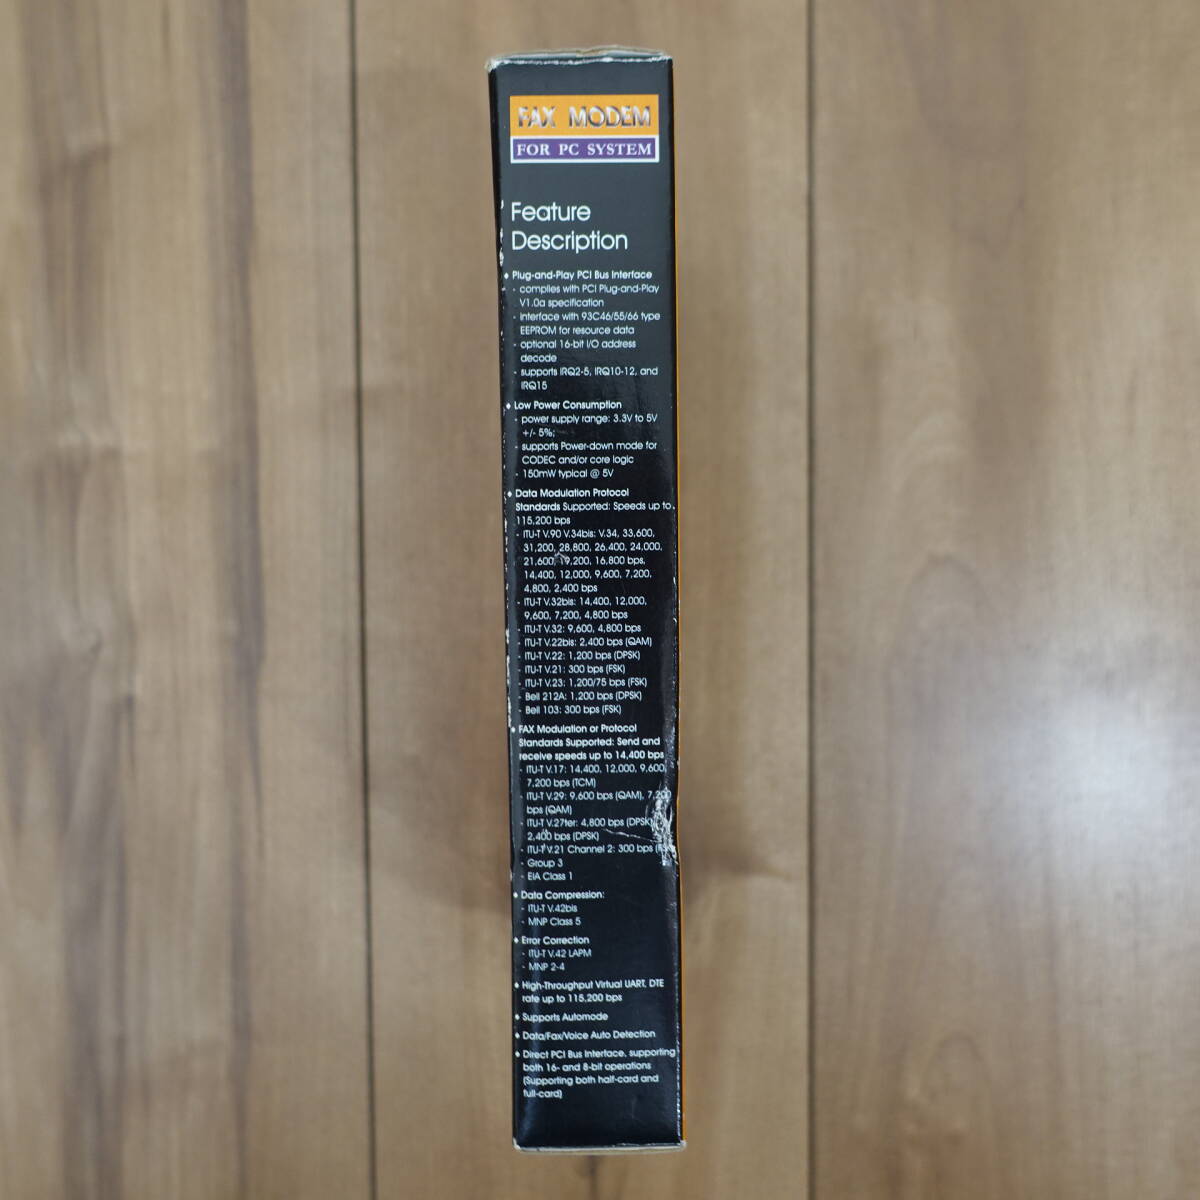 FAX MODEM
FOR PC SYSTEM
Feature
Description
♦ Plug-and-Play PCI Bus Interface
- complies with PCI Plug-and-Play
V1.0a specification
- interface with 93C46/55/66 type
EEPROM for resource data
- optional 16-bit I/O address
decode
- supports IRQ2-5, IRQ10-12, and
IRQ15
♦ Low Power Consumption
- power supply range: 3.3V to 5V
+/- 5%;
- supports Power-down mode for
CODEC and/or core logic
- 150mW typical @ 5V
♦ Data Modulation Protocol
Standards Supported: Speeds up to
115,200 bps
- ITU-T V.90 V.34bis: V.34, 33,600,
31,200, 28,800, 26,400, 24,000,
21,600, 19,200, 16,800 bps,
14,400, 12,000, 9,600, 7,200,
4,800, 2,400 bps
- ITU-T V.32bis: 14,400, 12,000,
9,600, 7,200, 4,800 bps
- ITU-T V.32: 9,600, 4,800 bps
- ITU-T V.22bis: 2,400 bps (QAM)
- ITU-T V.22: 1,200 bps (DPSK)
- ITU-T V.21: 300 bps (FSK)
- ITU-T V.23: 1,200/75 bps (FSK)
- Bell 212A: 1,200 bps (DPSK)
- Bell 103: 300 bps (FSK)
♦ FAX Modulation or Protocol
Standards Supported: Send and
receive speeds up to 14,400 bps
- ITU-T V.17: 14,400, 12,000, 9,600,
7,200 bps (TCM)
- ITU-T V.29: 9,600 bps (QAM), 7,200
bps (QAM)
- ITU-T V.27ter: 4,800 bps (DPSK),
2,400 bps (DPSK)
- ITU-T V.21 Channel 2: 300 bps (FSK)
- Group 3
- EIA Class 1
♦ Data Compression:
- ITU-T V.42bis
- MNP Class 5
♦ Error Correction
- ITU-T V.42 LAPM
- MNP 2-4
♦ High-Throughput Virtual UART, DTE
rate up to 115,200 bps
♦ Supports Automode
♦ Data/Fax/Voice Auto Detection
♦ Direct PCI Bus Interface, supporting
both 16- and 8-bit operations
(Supporting both half-card and
full-card)